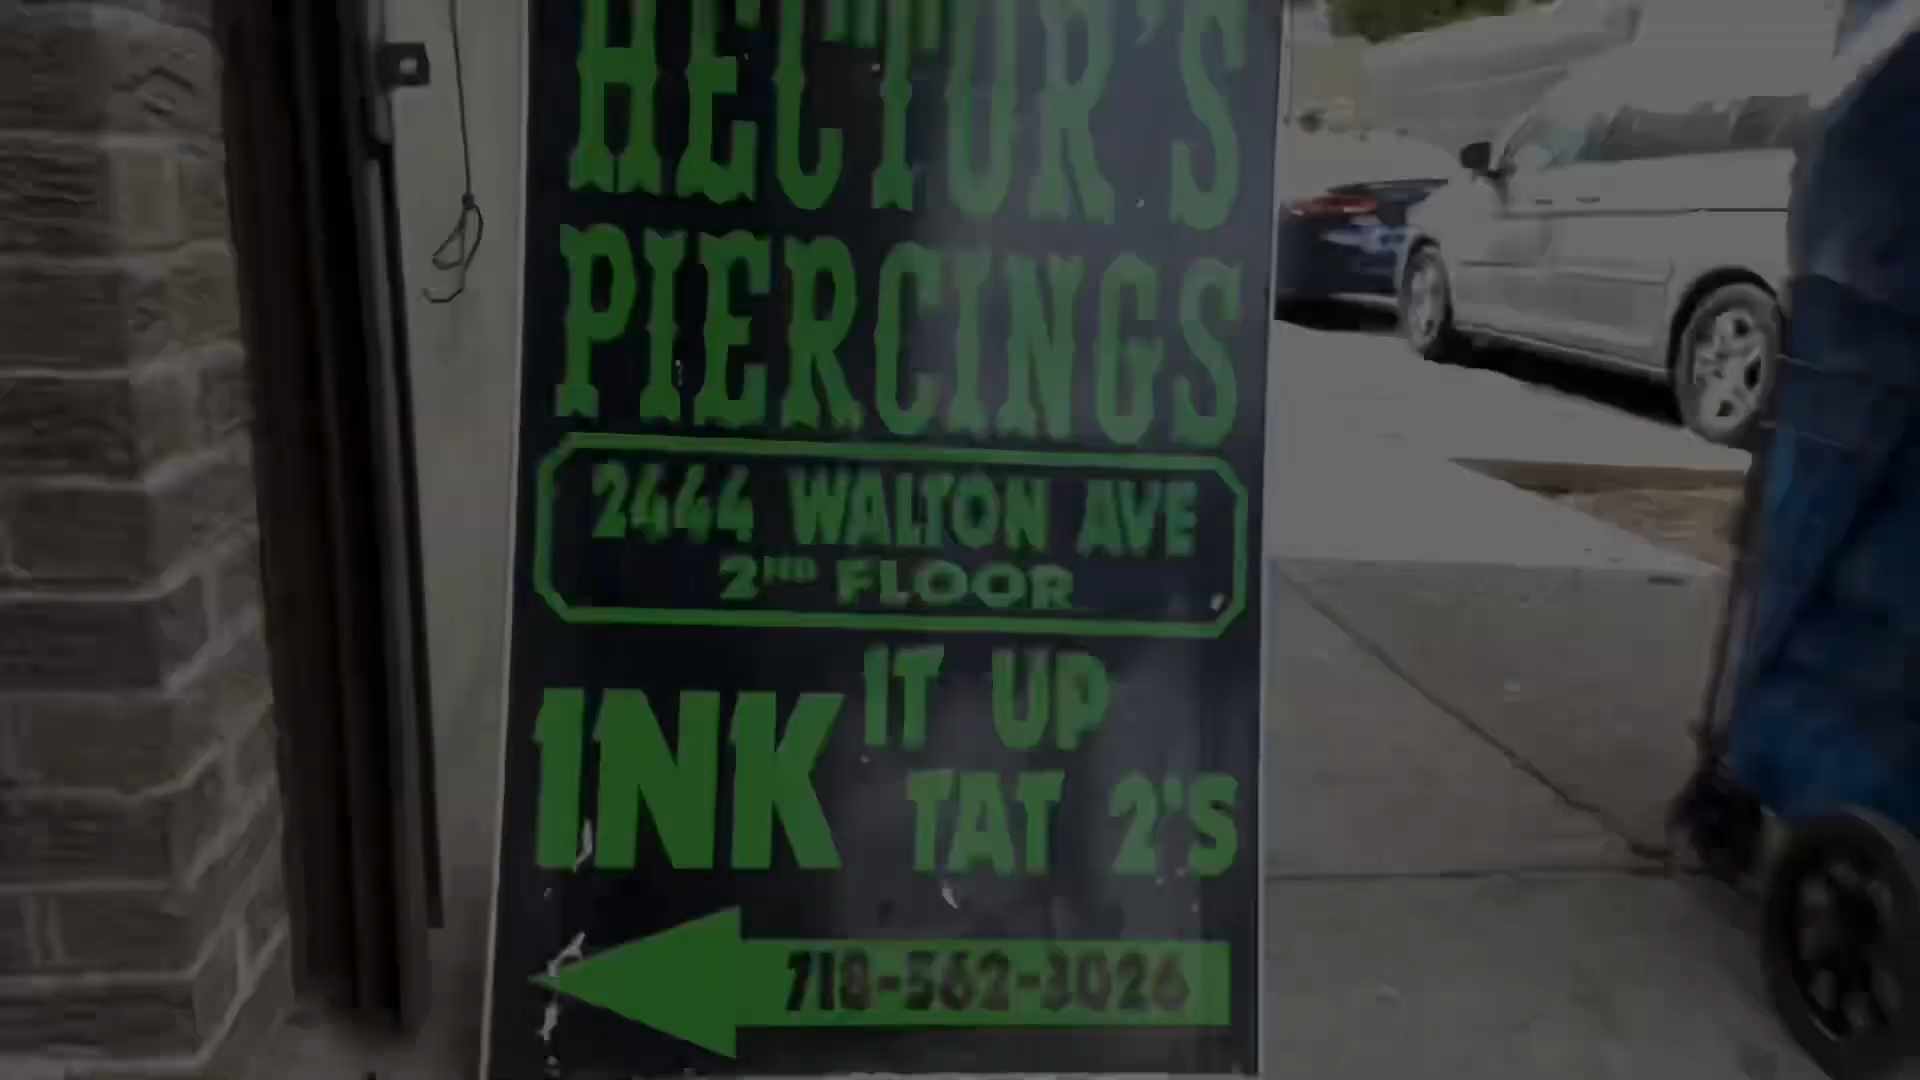 HECTOR'S
PIERCINGS
2444 WALTON AVE
2ND FLOOR
INK IT UP
TAT 2'S
718-562-3026